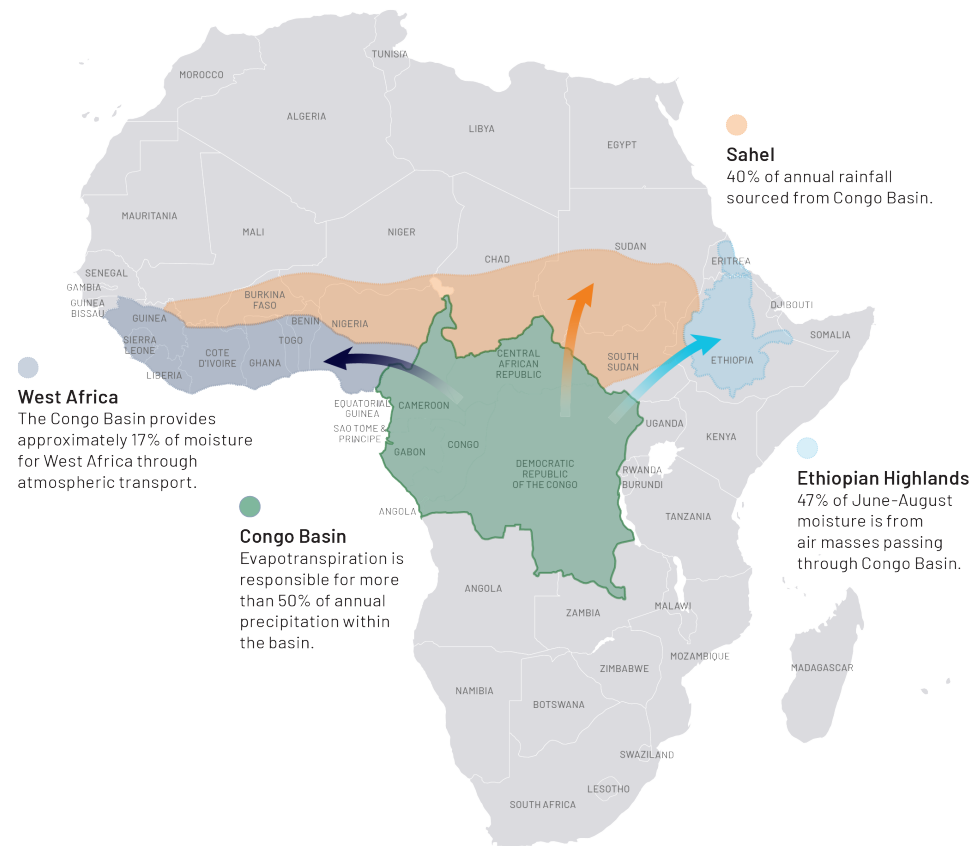 TUNISIA
MOROCCO
ALGERIA
LIBYA
EGYPT
Sahel
40% of annual rainfall
sourced from Congo Basin.
MAURITANIA
MALI
NIGER
CHAD
SUDAN
ERITREA
SENEGAL
GAMBIA
GUINEA
BISSAU
GUINEA
BURKINA
FASO
BENIN
NIGERIA
TOGO
DJIBOUTI
SOMALIA
SIERRA
LEONE
COTE
D'IVOIRE
GHANA
LIBERIA
CENTRAL
AFRICAN
REPUBLIC
SOUTH
SUDAN
ETHIOPIA
West Africa
The Congo Basin provides
approximately 17% of moisture
for West Africa through
atmospheric transport.
EQUATORIAL
GUINEA
CAMEROON
SAO TOME &
PRINCIPE
GABON
CONGO
DEMOCRATIC
REPUBLIC
OF THE CONGO
UGANDA
KENYA
RWANDA
BURUNDI
TANZANIA
Ethiopian Highlands
47% of June-August
moisture is from
air masses passing
through Congo Basin.
ANGOLA
Congo Basin
Evapotranspiration is
responsible for more
than 50% of annual
precipitation within
the basin.
ANGOLA
ZAMBIA
MALAWI
MOZAMBIQUE
ZIMBABWE
MADAGASCAR
NAMIBIA
BOTSWANA
SWAZILAND
LESOTHO
SOUTH AFRICA